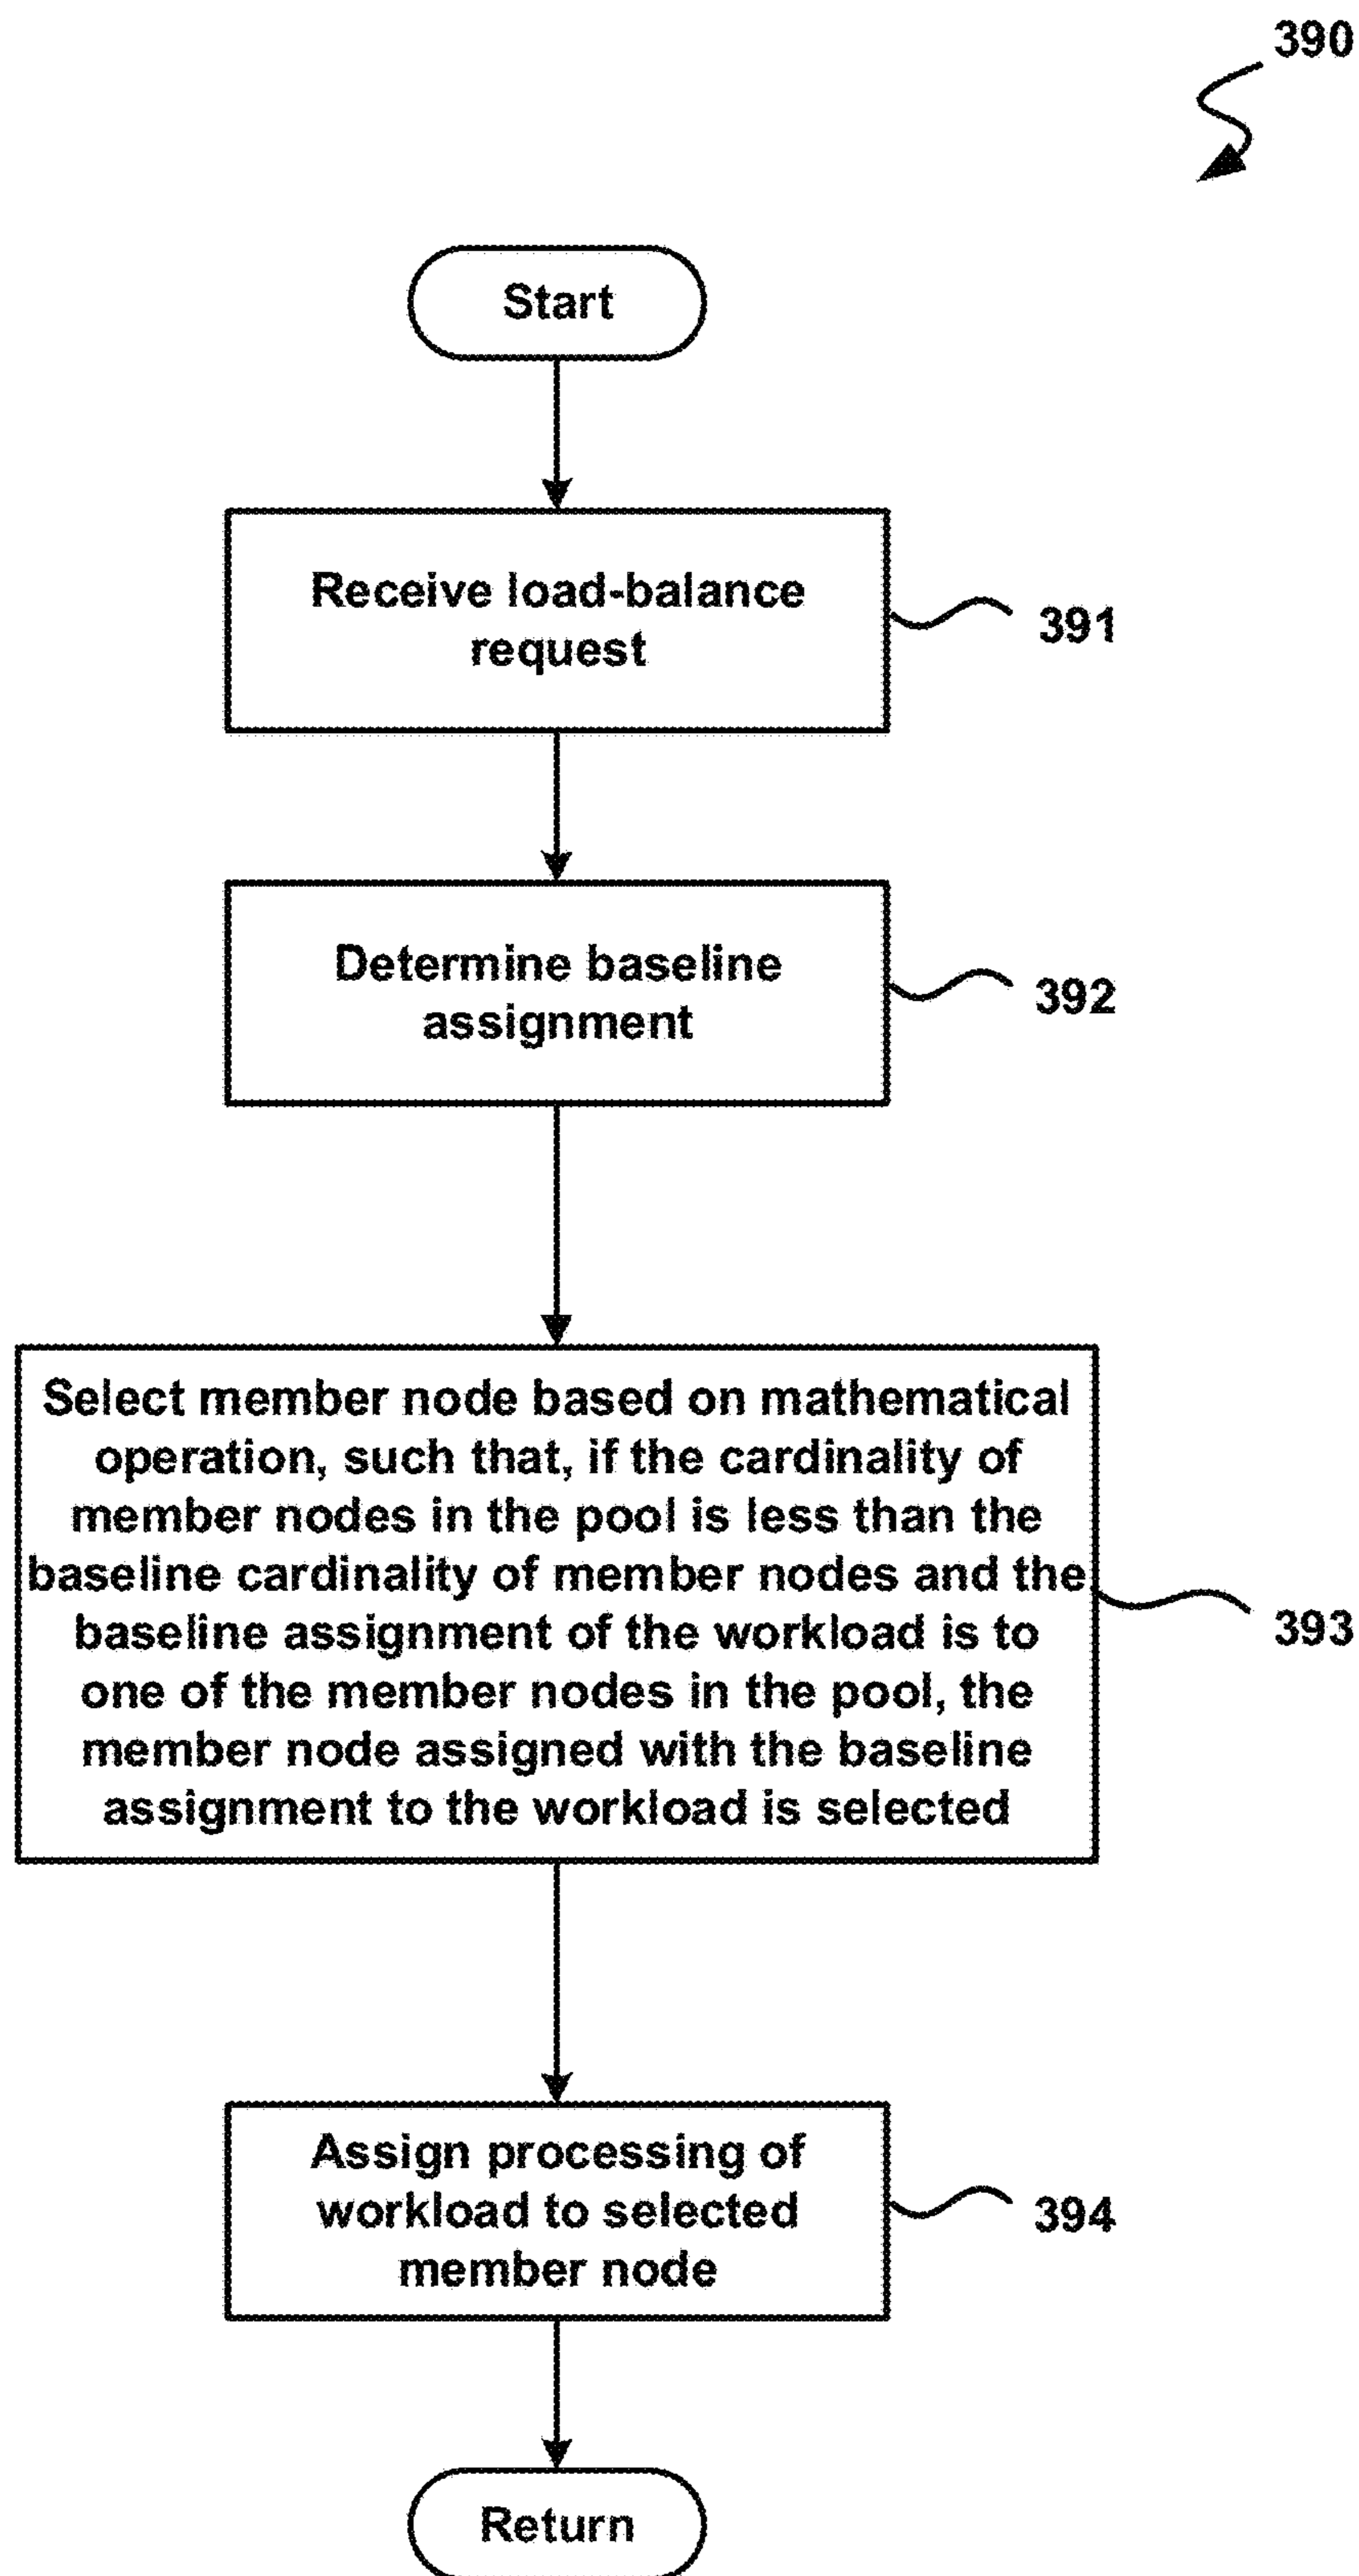 390
Start
Receive load-balance
request
391
Determine baseline
assignment
392
Select member node based on mathematical
operation, such that, if the cardinality of
member nodes in the pool is less than the
baseline cardinality of member nodes and the
baseline assignment of the workload is to
one of the member nodes in the pool, the
member node assigned with the baseline
assignment to the workload is selected
393
Assign processing of
workload to selected
member node
394
Return